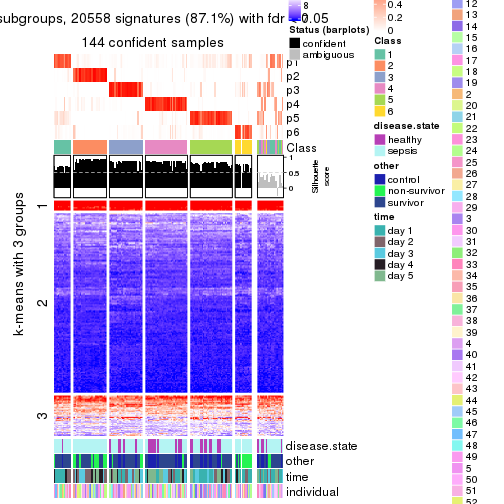 subgroups, 20558 signatures (87.1%) with fdr < 0.05
144 confident samples
p1
p2
p3
p4
p5
p6
Class
1
0.5
0
Silhouette
score
k-means with 3 groups
1
2
3
disease.state
other
time
individual
8
6
Status (barplots)
confident
ambiguous
0.4
0.2
0
Class
1
2
3
4
5
6
disease.state
healthy
sepsis
other
control
non-survivor
survivor
time
day 1
day 2
day 3
day 4
day 5
12
13
14
15
16
17
18
19
2
20
21
22
23
24
25
26
27
28
29
3
30
31
32
33
34
35
36
37
38
39
4
40
41
42
43
44
45
46
47
48
49
5
50
51
52